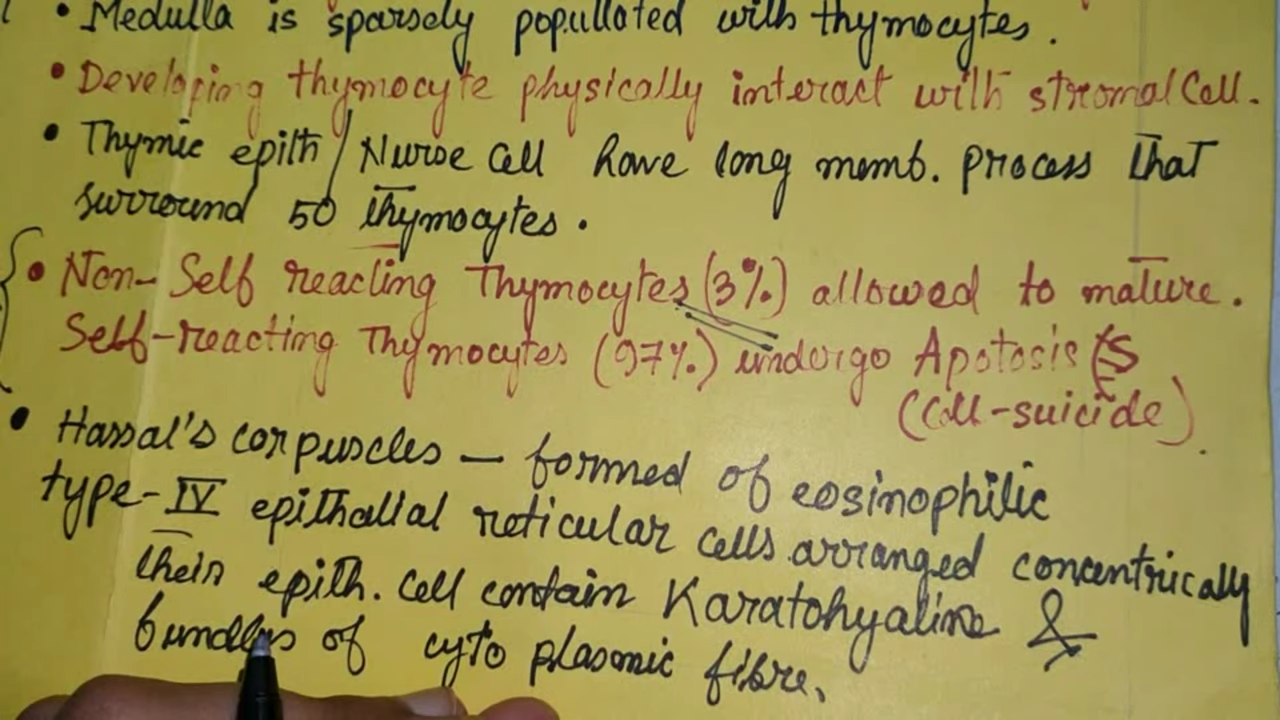 • Medulla is sparsely populated with thymocytes.
• Developing thymocyte physically interact with stromal Cell.
• Thymic epith / Nurse cell have long memb. process that
surround 50 thymocytes.
• Non-Self reacting Thymocytes (3%) allowed to mature.
Self-reacting Thymocytes (97%) undergo Apotosis
(Cell-suicide)
• Hassal's corpuscles — formed of eosinophilic
type-IV epithelial reticular cells arranged concentrically
their epith. cell contain Karatohyaline &
bundles of cyto plasmic fibre,